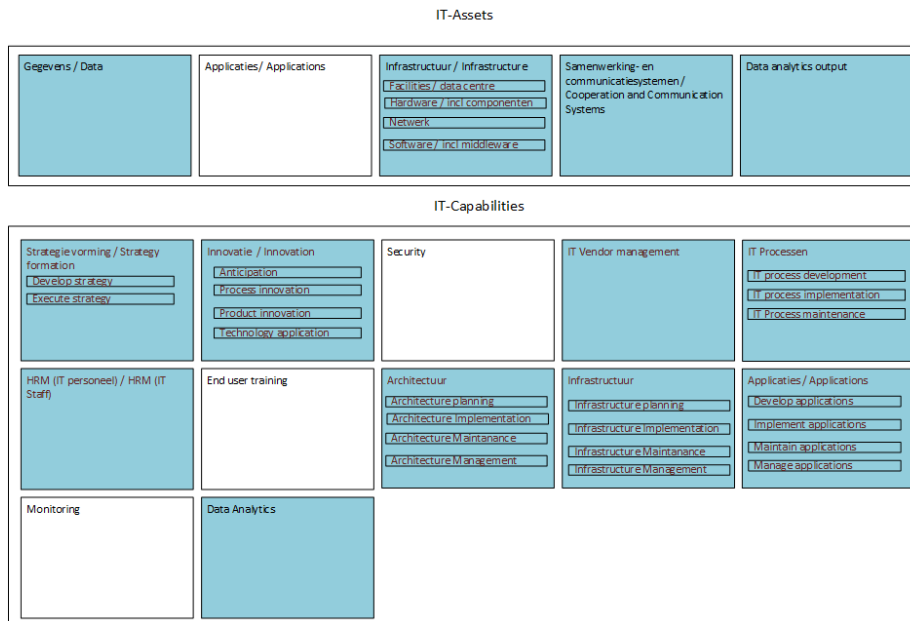 IT-Assets
Gegevens / Data
Applicaties/ Applications
Infrastructuur / Infrastructure
Facilities / data centre
Hardware / incl componenten
Netwerk
Software / incl middleware
Samenwerking- en
communicatiesystemen /
Cooperation and Communication
Systems
Data analytics output
IT-Capabilities
Strategievorming / Strategy
formation
Develop strategy
Execute strategy
Innovatie / Innovation
Anticipation
Process innovation
Product innovation
Technology application
Security
IT Vendor management
IT Processen
IT process development
IT process implementation
IT Process maintenance
HRM (IT personeel) / HRM (IT
Staff)
End user training
Architectuur
Architecture planning
Architecture Implementation
Architecture Maintanance
Architecture Management
Infrastructuur
Infrastructure planning
Infrastructure Implementation
Infrastructure Maintanance
Infrastructure Management
Applicaties / Applications
Develop applications
Implement applications
Maintain applications
Manage applications
Monitoring
Data Analytics